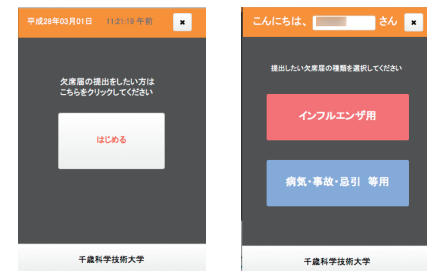 平成28年03月01日 11:21:19 午前 ×
欠席届の提出をしたい方は
こちらをクリックしてください
はじめる
千歳科学技術大学
こんにちは、 さん ×
提出したい欠席届の種類を選択してください
インフルエンザ用
病気・事故・忌引 等用
千歳科学技術大学